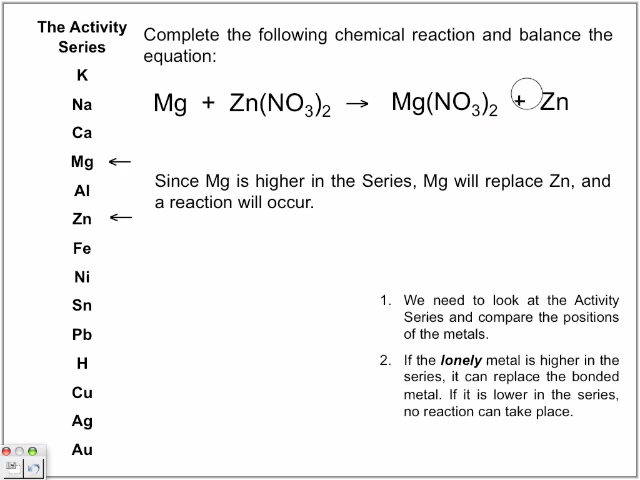 The Activity
Series
K
Na
Ca
Mg ←
Al
Zn ←
Fe
Ni
Sn
Pb
H
Cu
Ag
Au
Complete the following chemical reaction and balance the
equation:
Mg + Zn(NO₃)₂ → Mg(NO₃)₂ + Zn
Since Mg is higher in the Series, Mg will replace Zn, and
a reaction will occur.
1. We need to look at the Activity
Series and compare the positions
of the metals.
2. If the lonely metal is higher in the
series, it can replace the bonded
metal. If it is lower in the series,
no reaction can take place.